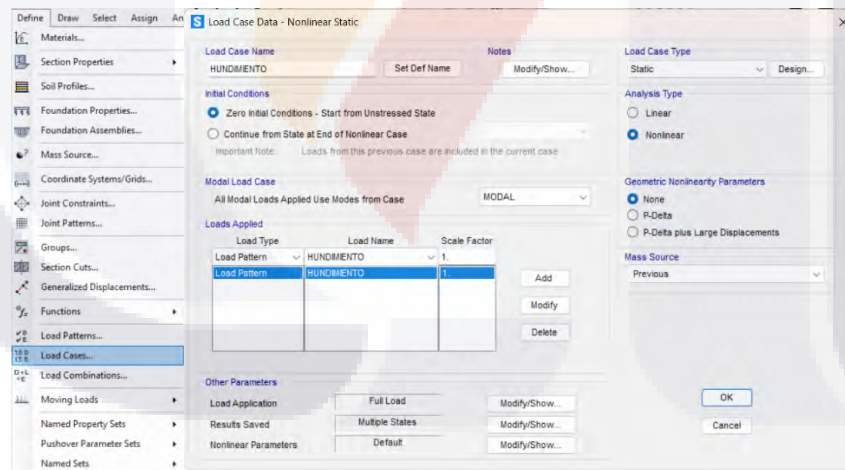 Define Draw Select Assign An
Materials...
Section Properties
Soil Profiles...
Foundation Properties...
Foundation Assemblies...
Mass Source...
Coordinate Systems/Grids...
Joint Constraints...
Joint Patterns...
Groups...
Section Cuts...
Generalized Displacements...
Functions
Load Patterns...
Load Cases...
Load Combinations...
Moving Loads
Named Property Sets
Pushover Parameter Sets
Named Sets
S Load Case Data - Nonlinear Static
Load Case Name
HUNDIMIENTO
Set Def Name
Notes
Modify/Show...
Load Case Type
Static
Design...
Initial Conditions
Zero Initial Conditions - Start from Unstressed State
Continue from State at End of Nonlinear Case
Important Note: Loads from this previous case are included in the current case
Analysis Type
Linear
Nonlinear
Modal Load Case
All Modal Loads Applied Use Modes from Case
MODAL
Geometric Nonlinearity Parameters
None
P-Delta
P-Delta plus Large Displacements
Loads Applied
Load Type Load Name Scale Factor
Load Pattern HUNDIMIENTO 1.
Load Pattern HUNDIMIENTO 1.
Add
Modify
Delete
Mass Source
Previous
Other Parameters
Load Application Full Load Modify/Show...
Results Saved Multiple States Modify/Show...
Nonlinear Parameters Default Modify/Show...
OK
Cancel